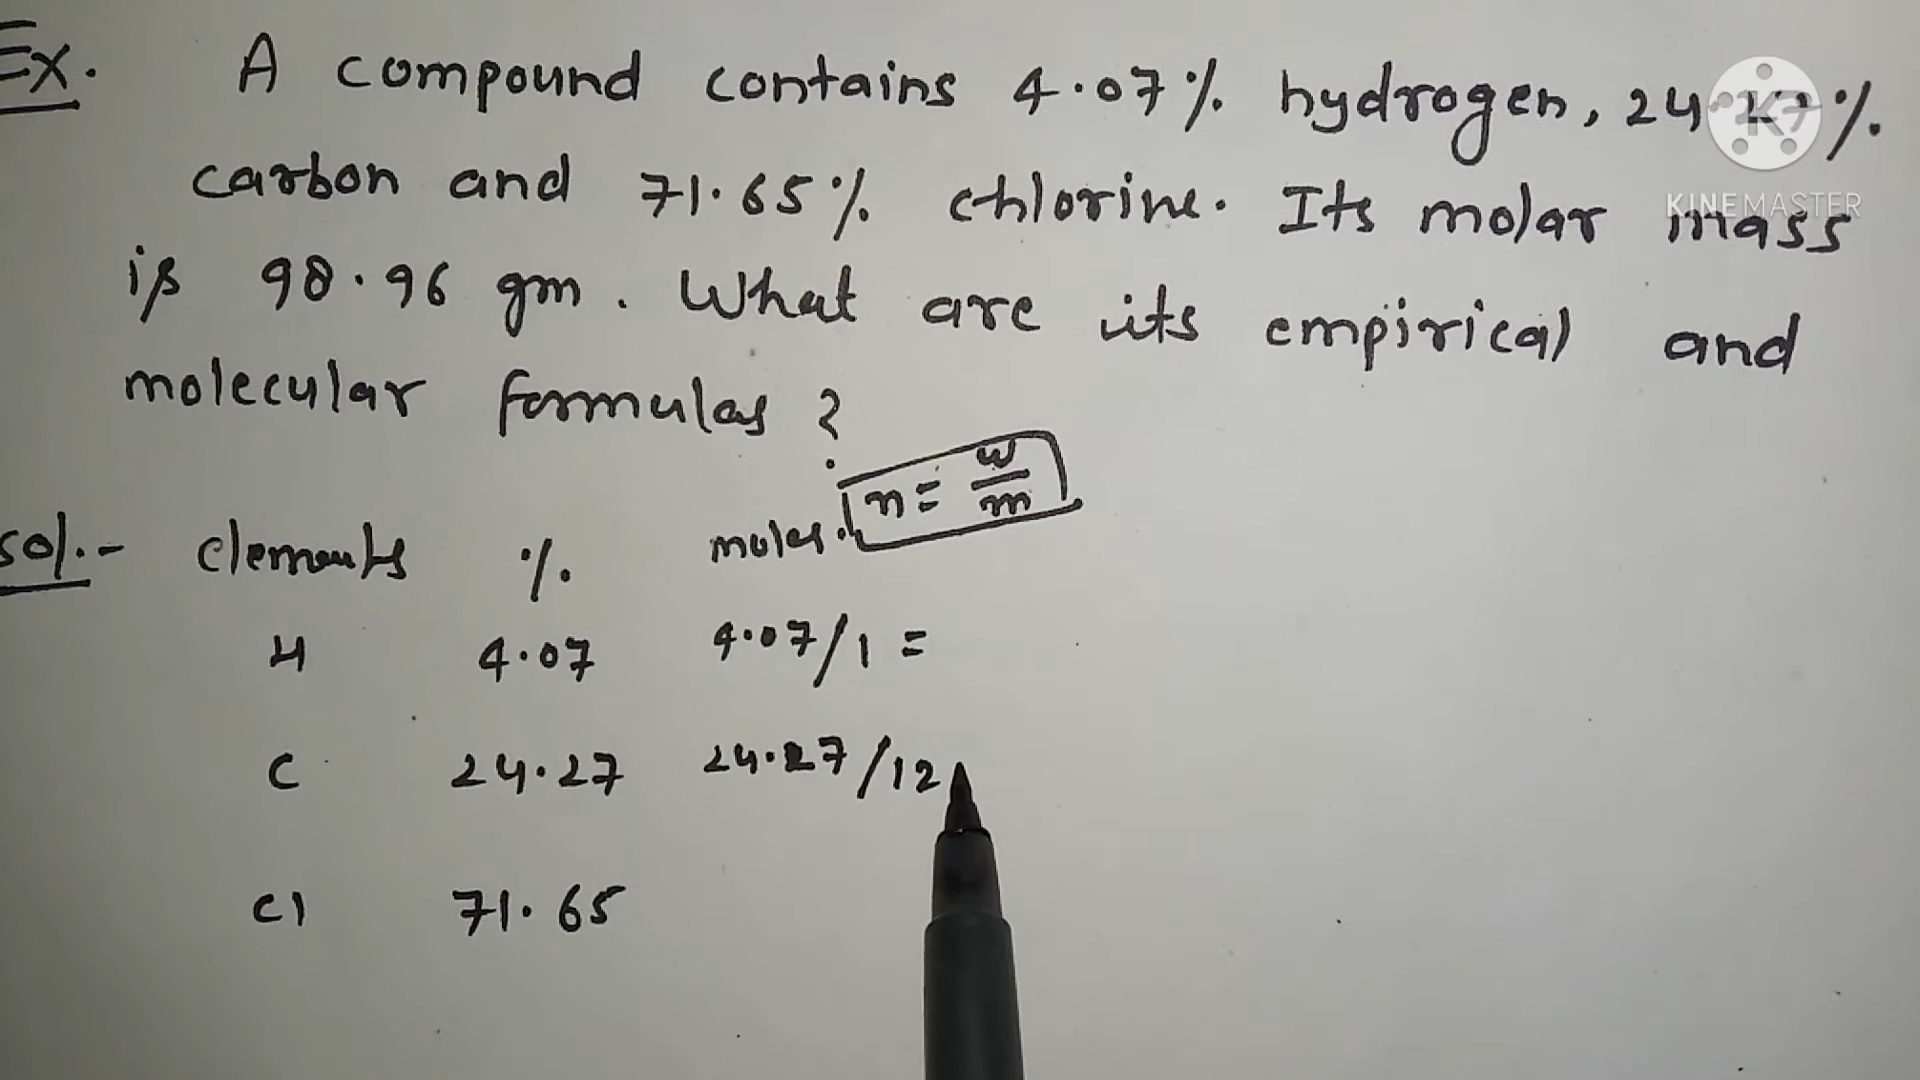 Ex. A compound contains 4.07% hydrogen, 24.27%
carbon and 71.65% chlorine. Its molar mass
KINEMASTER
is 98.96 gm. What are its empirical and
molecular formulas?
Sol.- elements % moles. n = w/m
H 4.07 4.07/1 =
C 24.27 24.27/12
Cl 71.65